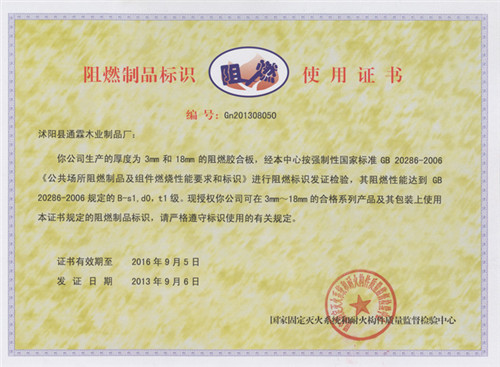 阻燃制品标识 阻燃 使用证书
编号：Gn201308050
沭阳县通霖木业制品厂：
你公司生产的厚度为 3mm 和 18mm 的阻燃胶合板，经本中心按强制性国家标准 GB 20286-2006
《公共场所阻燃制品及组件燃烧性能要求和标识》进行阻燃标识发证检验，其阻燃性能达到 GB
20286-2006 规定的 B-s1,d0, t1 级。现授权你公司可在 3mm～18mm 的合格系列产品及其包装上使用
本证书规定的阻燃制品标识，请严格遵守标识使用的有关规定。
证书有效期至 2016 年 9 月 5 日
发证日期 2013 年 9 月 6 日
国家固定灭火系统和耐火构件质量监督检验中心